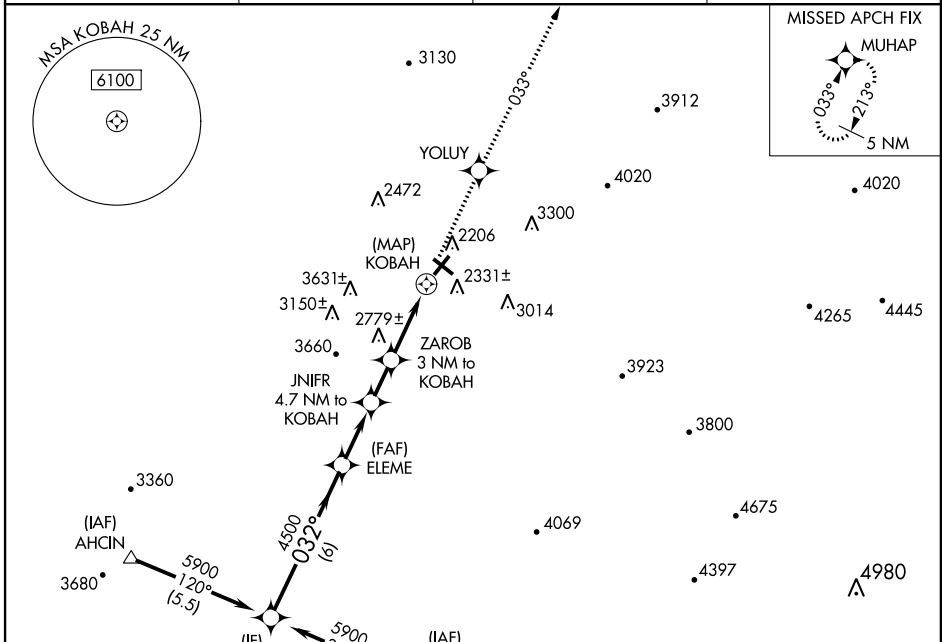 MSA KOBAH 25 NM
6100
3130
033°
3912
MISSED APCH FIX
MUHAP
033°
213°
5 NM
YOLUY
4020
4020
2472
3300
2206
(MAP)
KOBAH
3631±
2331±
3150±
3014
4265
4445
2779±
3660
ZAROB
3 NM to
KOBAH
3923
JNIFR
4.7 NM to
KOBAH
3800
(FAF)
ELEME
3360
4675
4500
032°
(6)
4069
(IAF)
AHCIN
5900
120°
(5.5)
3680
4397
4980
5900
(IAF)
(IF)